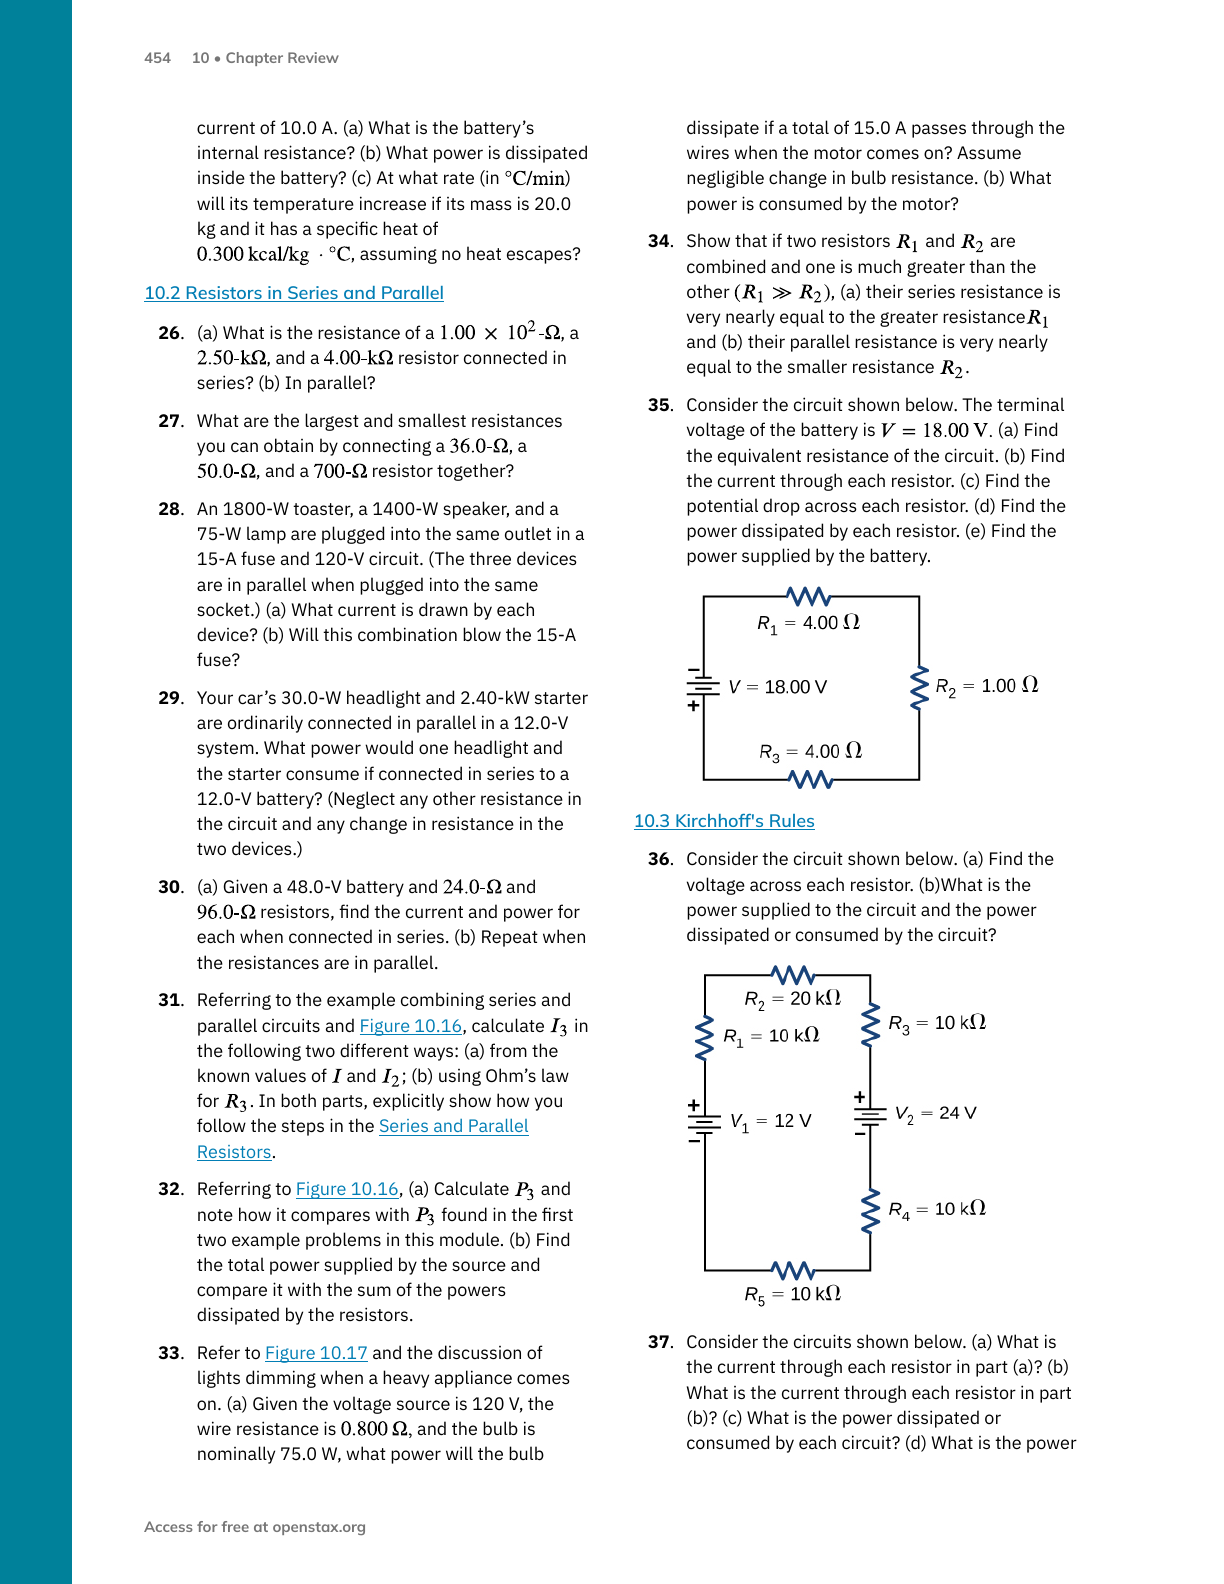 454 10 • Chapter Review
current of 10.0 A. (a) What is the battery’s
internal resistance? (b) What power is dissipated
inside the battery? (c) At what rate (in °C/min)
will its temperature increase if its mass is 20.0
kg and it has a specific heat of
0.300 kcal/kg · °C, assuming no heat escapes?
10.2 Resistors in Series and Parallel
26. (a) What is the resistance of a 1.00 × 10²-Ω, a
2.50-kΩ, and a 4.00-kΩ resistor connected in
series? (b) In parallel?
27. What are the largest and smallest resistances
you can obtain by connecting a 36.0-Ω, a
50.0-Ω, and a 700-Ω resistor together?
28. An 1800-W toaster, a 1400-W speaker, and a
75-W lamp are plugged into the same outlet in a
15-A fuse and 120-V circuit. (The three devices
are in parallel when plugged into the same
socket.) (a) What current is drawn by each
device? (b) Will this combination blow the 15-A
fuse?
29. Your car’s 30.0-W headlight and 2.40-kW starter
are ordinarily connected in parallel in a 12.0-V
system. What power would one headlight and
the starter consume if connected in series to a
12.0-V battery? (Neglect any other resistance in
the circuit and any change in resistance in the
two devices.)
30. (a) Given a 48.0-V battery and 24.0-Ω and
96.0-Ω resistors, find the current and power for
each when connected in series. (b) Repeat when
the resistances are in parallel.
31. Referring to the example combining series and
parallel circuits and Figure 10.16, calculate I₃ in
the following two different ways: (a) from the
known values of I and I₂; (b) using Ohm’s law
for R₃. In both parts, explicitly show how you
follow the steps in the Series and Parallel
Resistors.
32. Referring to Figure 10.16, (a) Calculate P₃ and
note how it compares with P₃ found in the first
two example problems in this module. (b) Find
the total power supplied by the source and
compare it with the sum of the powers
dissipated by the resistors.
33. Refer to Figure 10.17 and the discussion of
lights dimming when a heavy appliance comes
on. (a) Given the voltage source is 120 V, the
wire resistance is 0.800 Ω, and the bulb is
nominally 75.0 W, what power will the bulb
dissipate if a total of 15.0 A passes through the
wires when the motor comes on? Assume
negligible change in bulb resistance. (b) What
power is consumed by the motor?
34. Show that if two resistors R₁ and R₂ are
combined and one is much greater than the
other (R₁ ≫ R₂), (a) their series resistance is
very nearly equal to the greater resistance R₁
and (b) their parallel resistance is very nearly
equal to the smaller resistance R₂.
35. Consider the circuit shown below. The terminal
voltage of the battery is V = 18.00 V. (a) Find
the equivalent resistance of the circuit. (b) Find
the current through each resistor. (c) Find the
potential drop across each resistor. (d) Find the
power dissipated by each resistor. (e) Find the
power supplied by the battery.
R₁ = 4.00 Ω
−
V = 18.00 V
+
R₂ = 1.00 Ω
R₃ = 4.00 Ω
10.3 Kirchhoff's Rules
36. Consider the circuit shown below. (a) Find the
voltage across each resistor. (b)What is the
power supplied to the circuit and the power
dissipated or consumed by the circuit?
R₂ = 20 kΩ
R₃ = 10 kΩ
R₁ = 10 kΩ
+
+
V₂ = 24 V
V₁ = 12 V
−
−
R₄ = 10 kΩ
R₅ = 10 kΩ
37. Consider the circuits shown below. (a) What is
the current through each resistor in part (a)? (b)
What is the current through each resistor in part
(b)? (c) What is the power dissipated or
consumed by each circuit? (d) What is the power
Access for free at openstax.org